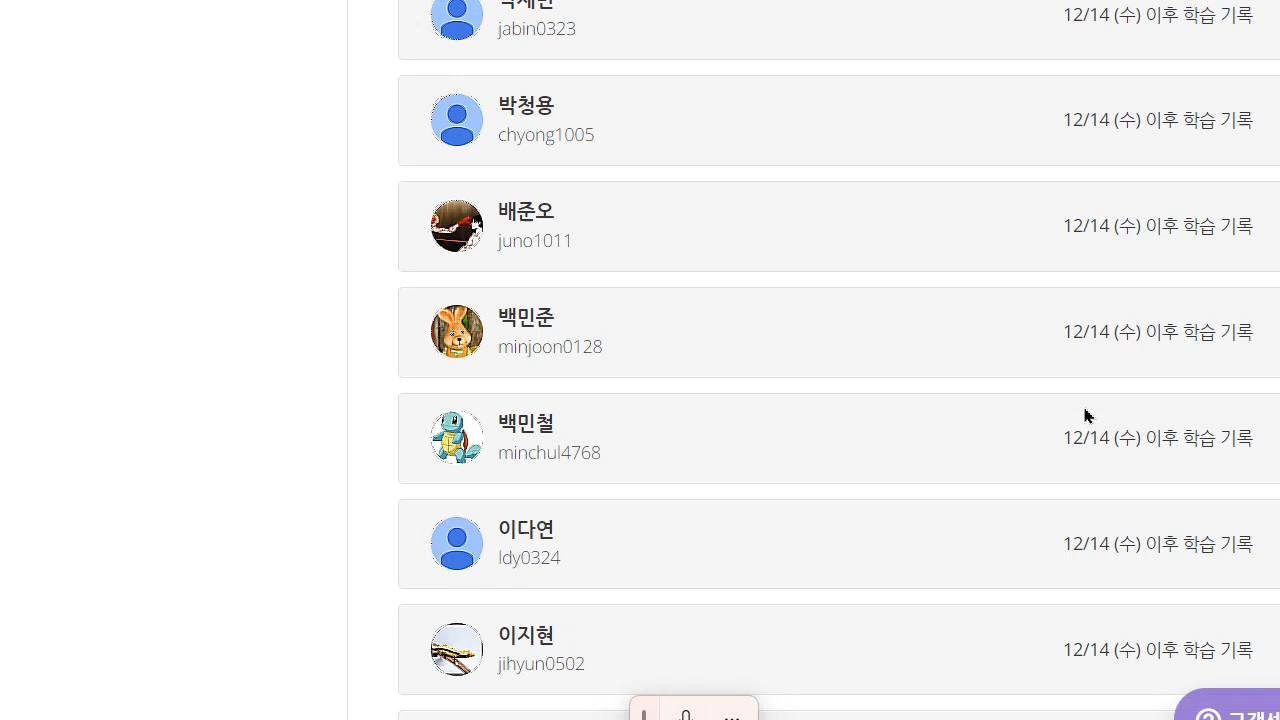 jabin0323
12/14 (수) 이후 학습 기록
박청용
chyong1005
12/14 (수) 이후 학습 기록
배준오
juno1011
12/14 (수) 이후 학습 기록
백민준
minjoon0128
12/14 (수) 이후 학습 기록
백민철
minchul4768
12/14 (수) 이후 학습 기록
이다연
ldy0324
12/14 (수) 이후 학습 기록
이지현
jihyun0502
12/14 (수) 이후 학습 기록